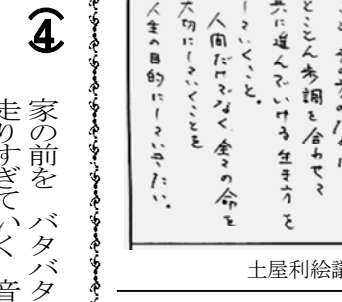 とことん歩調を合わせて
共に進んでいける生き方を
していくこと。
人間だけでなく、全ての命を
大切にしていくことを
人生の目的にしていきたい。
土屋利絵
④
家の前を バタバタ
走りすぎていく 音